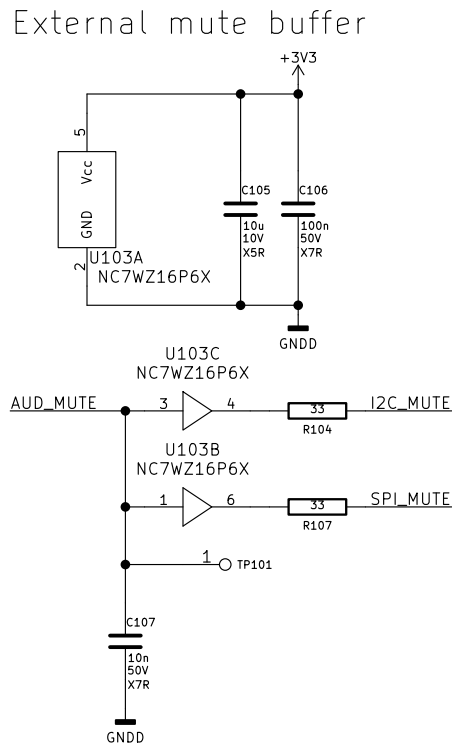 External mute buffer
+3V3
5
Vcc
GND
2
U103A
NC7WZ16P6X
C105
10u
10V
X5R
C106
100n
50V
X7R
GNDD
U103C
NC7WZ16P6X
AUD_MUTE
3
4
33
R104
I2C_MUTE
U103B
NC7WZ16P6X
1
6
33
R107
SPI_MUTE
1
TP101
C107
10n
50V
X7R
GNDD